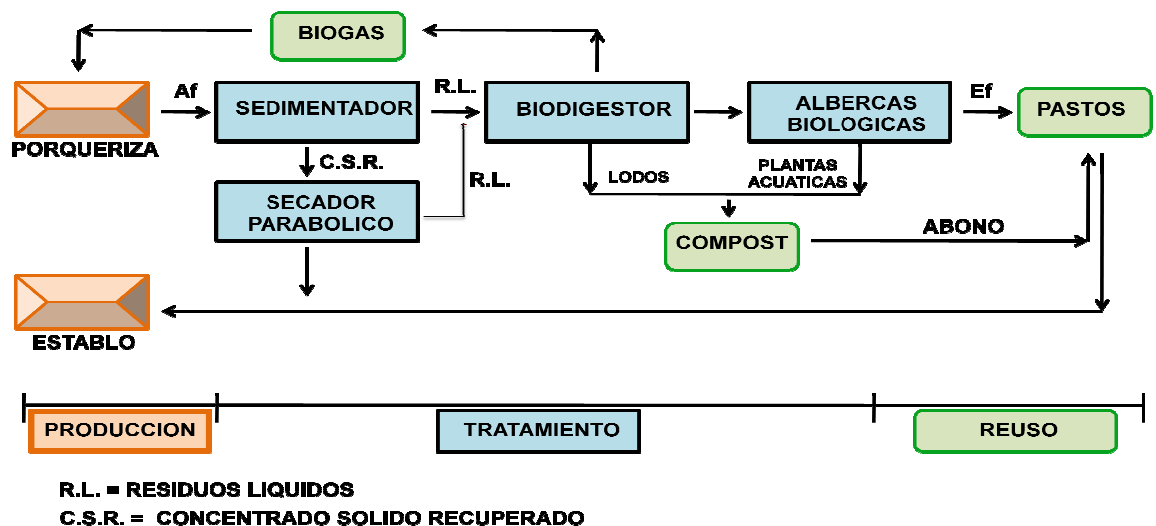 BIOGAS
Af
SEDIMENTADOR
R.L.
BIODIGESTOR
ALBERCAS
BIOLOGICAS
Ef
PASTOS
PORQUERIZA
C.S.R.
R.L.
LODOS
PLANTAS
ACUATICAS
SECADOR
PARABOLICO
COMPOST
ABONO
ESTABLO
PRODUCCION
TRATAMIENTO
REUSO
R.L. = RESIDUOS LIQUIDOS
C.S.R. = CONCENTRADO SOLIDO RECUPERADO